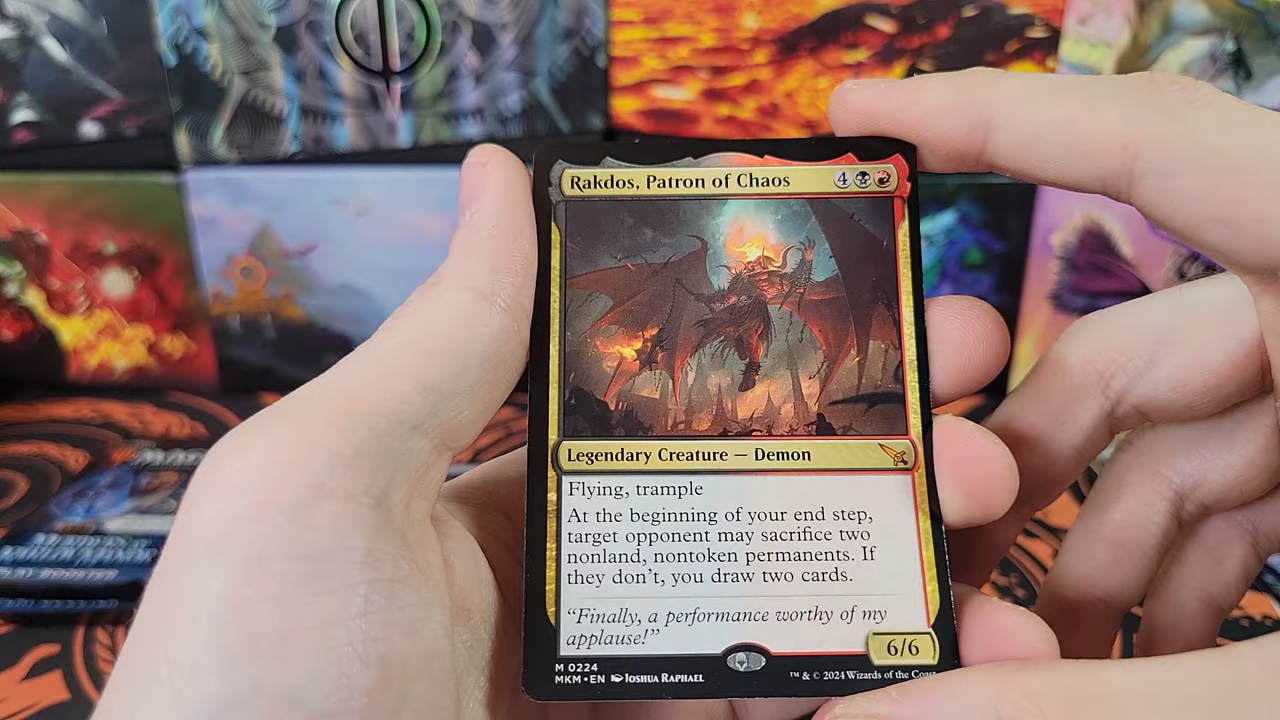 Rakdos, Patron of Chaos 4
Legendary Creature — Demon
Flying, trample
At the beginning of your end step,
target opponent may sacrifice two
nonland, nontoken permanents. If
they don't, you draw two cards.
"Finally, a performance worthy of my
applause!"
6/6
M 0224
MKM • EN Joshua Raphael
™ & © 2024 Wizards of the Coast